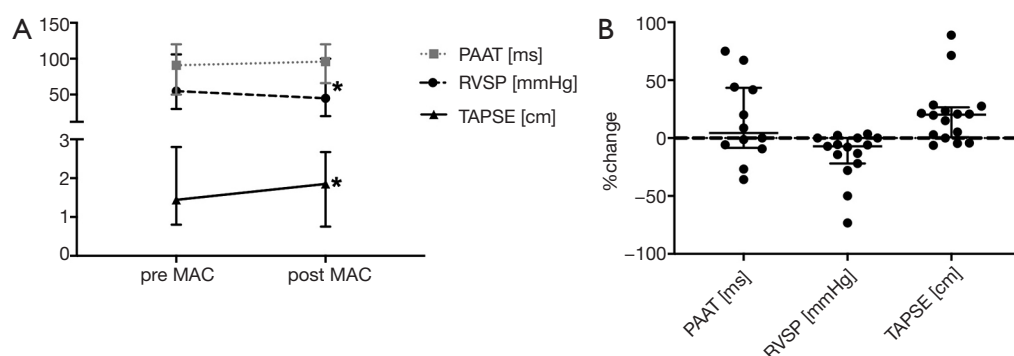 A
150
100
50
3
2
1
0
pre MAC
post MAC
*
*
PAAT [ms]
RVSP [mmHg]
TAPSE [cm]
B
%change
100
50
0
−50
−100
PAAT [ms]
RVSP [mmHg]
TAPSE [cm]